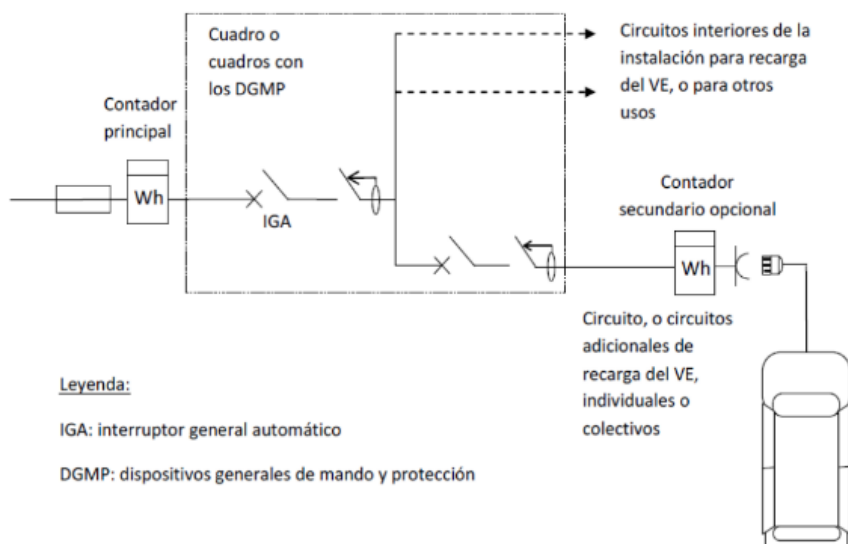 Cuadro o
cuadros con
los DGMP
Circuitos interiores de la
instalación para recarga
del VE, o para otros
usos
Contador
principal
Wh
IGA
Contador
secundario opcional
Wh
Circuito, o circuitos
adicionales de
recarga del VE,
individuales o
colectivos
Leyenda:
IGA: interruptor general automático
DGMP: dispositivos generales de mando y protección